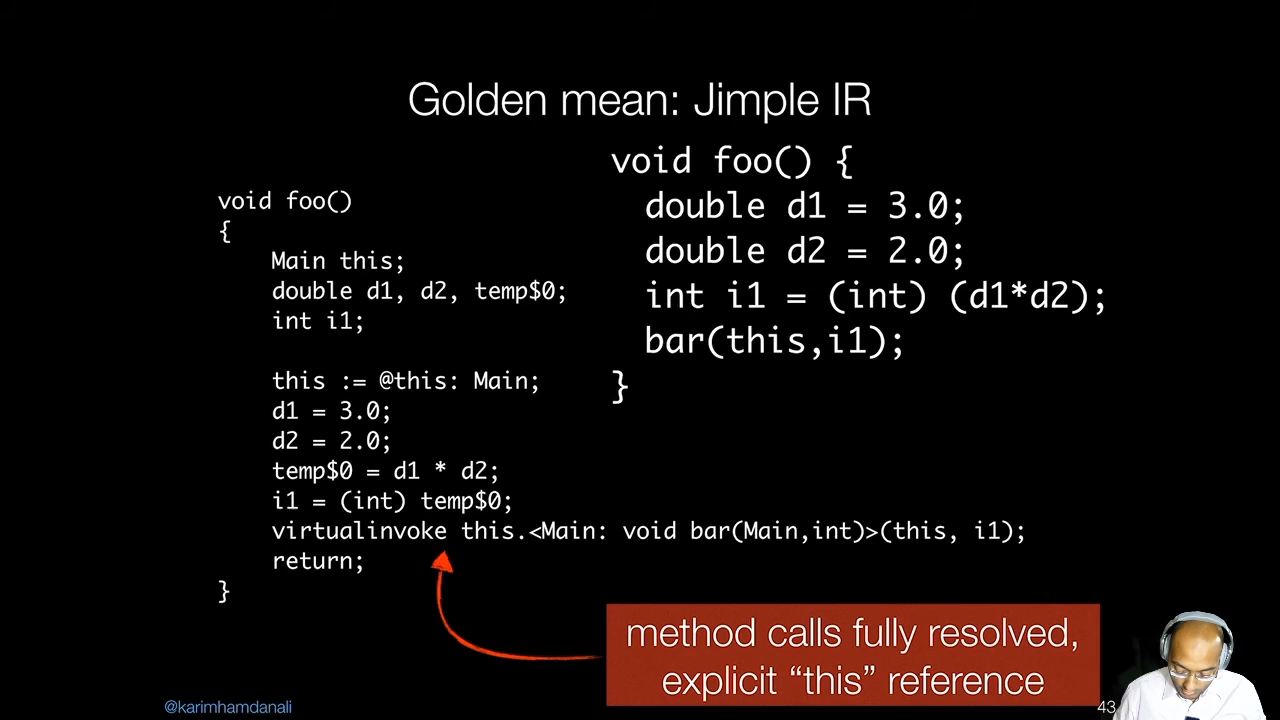 Golden mean: Jimple IR
void foo()
{
Main this;
double d1, d2, temp$0;
int i1;
this := @this: Main;
d1 = 3.0;
d2 = 2.0;
temp$0 = d1 * d2;
i1 = (int) temp$0;
virtualinvoke this.<Main: void bar(Main,int)>(this, i1);
return;
}
void foo() {
double d1 = 3.0;
double d2 = 2.0;
int i1 = (int) (d1*d2);
bar(this,i1);
}
method calls fully resolved,
explicit “this” reference
@karimhamdanali
43